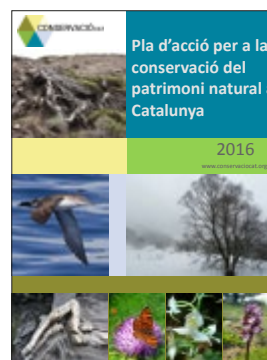 CONSERVACIÓ.cat
Pla d'acció per a la
conservació del
patrimoni natural a
Catalunya
2016
www.conservaciocat.org